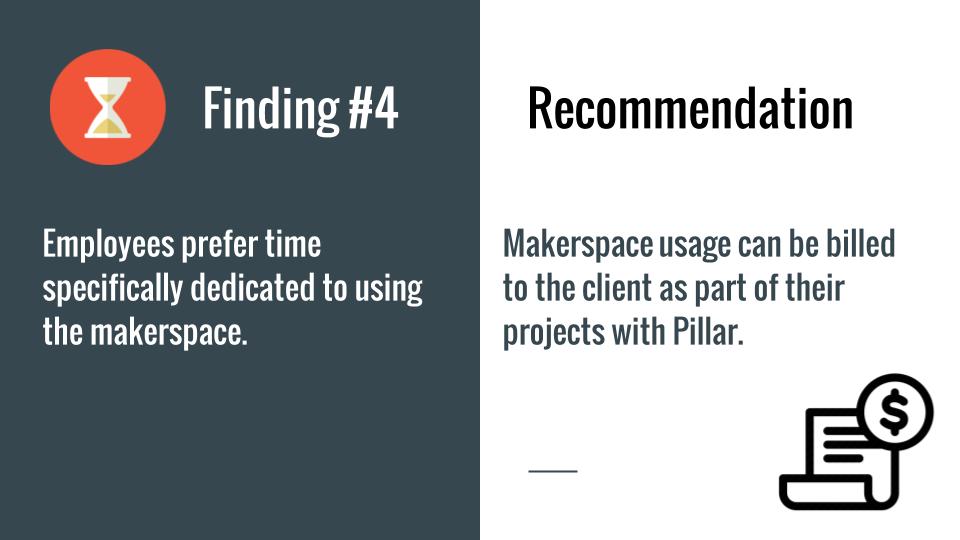 Finding #4
Employees prefer time
specifically dedicated to using
the makerspace.
Recommendation
Makerspace usage can be billed
to the client as part of their
projects with Pillar.
$